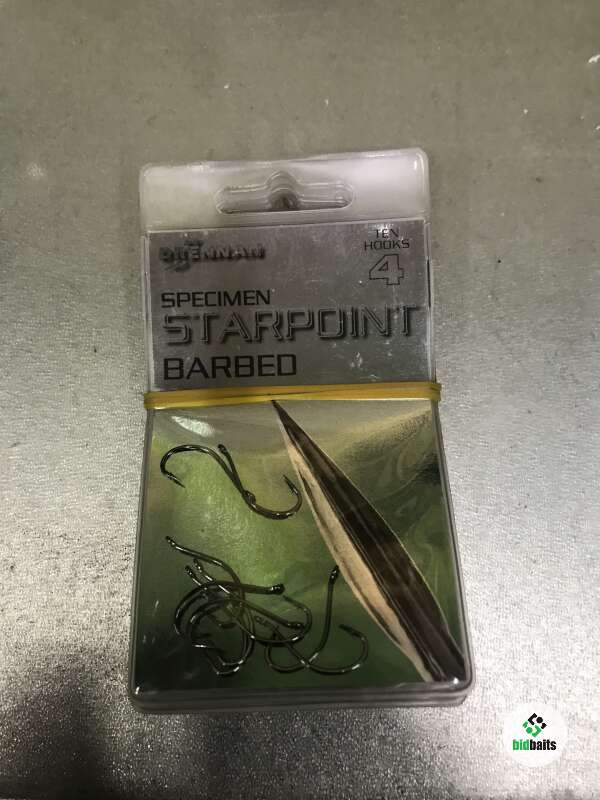 DRENNAN
TEN
HOOKS
4
SPECIMEN
STARPOINT
BARBED
bidbaits